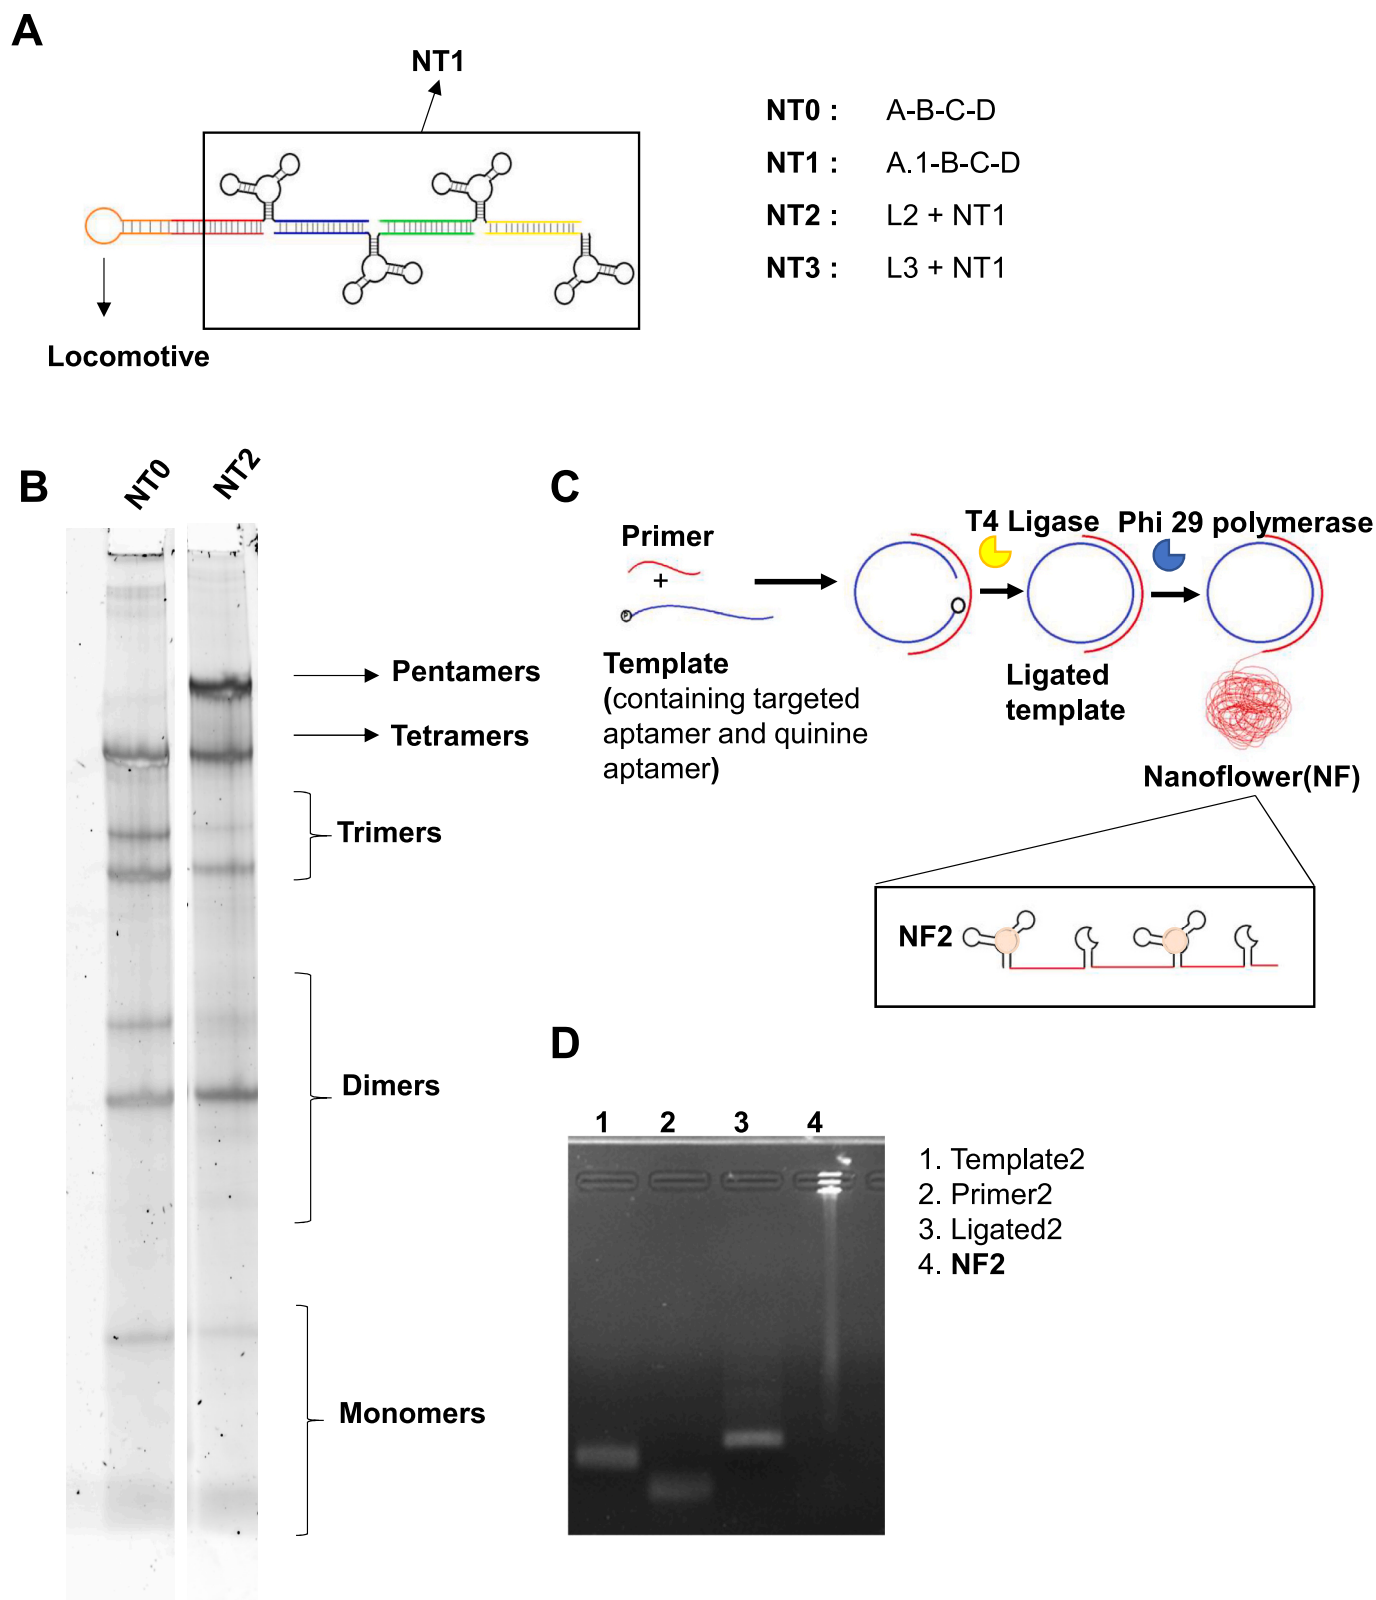 A
NT1
Locomotive
NT0 : A-B-C-D
NT1 : A.1-B-C-D
NT2 : L2 + NT1
NT3 : L3 + NT1
B
NT0
NT2
Pentamers
Tetramers
Trimers
Dimers
Monomers
C
Primer
+
P
Template
(containing targeted
aptamer and quinine
aptamer)
T4 Ligase
Phi 29 polymerase
Ligated
template
Nanoflower(NF)
NF2
D
1 2 3 4
1. Template2
2. Primer2
3. Ligated2
4. NF2